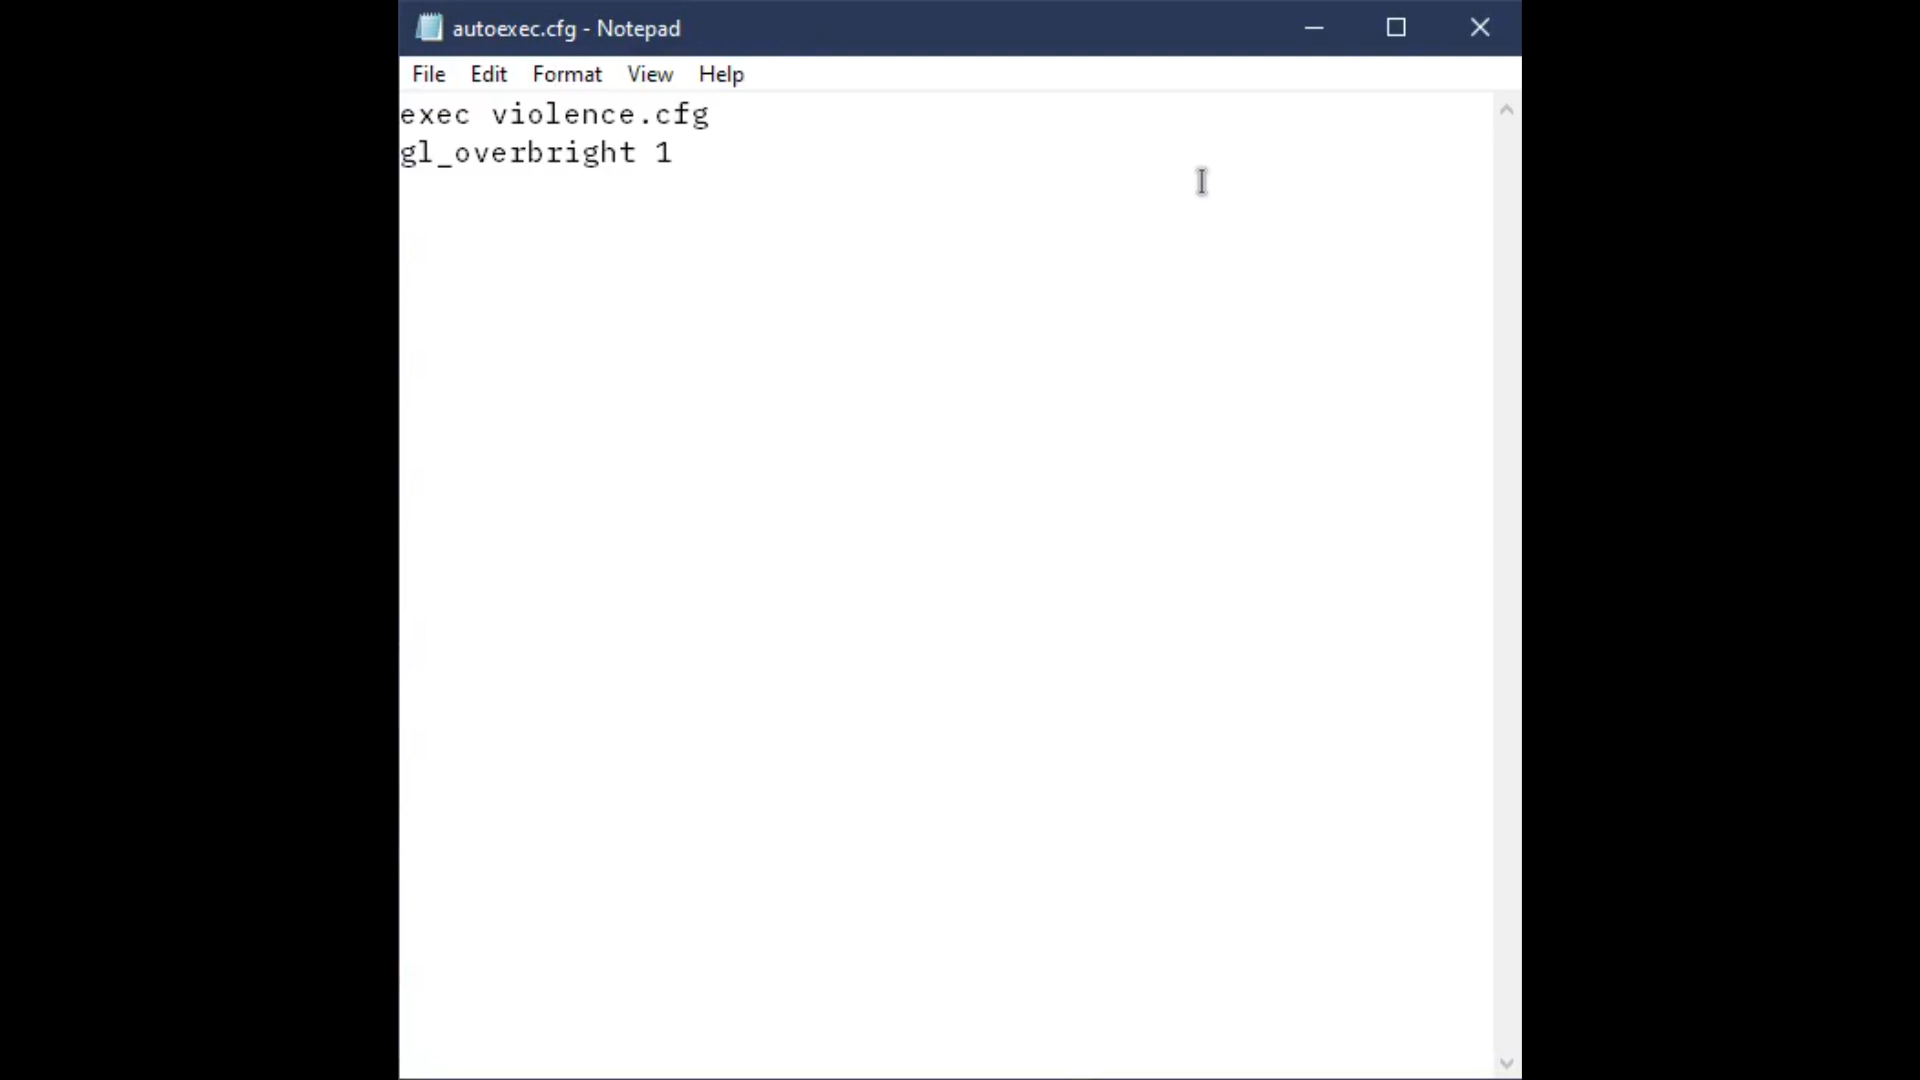 autoexec.cfg - Notepad
File Edit Format View Help
exec violence.cfg
gl_overbright 1